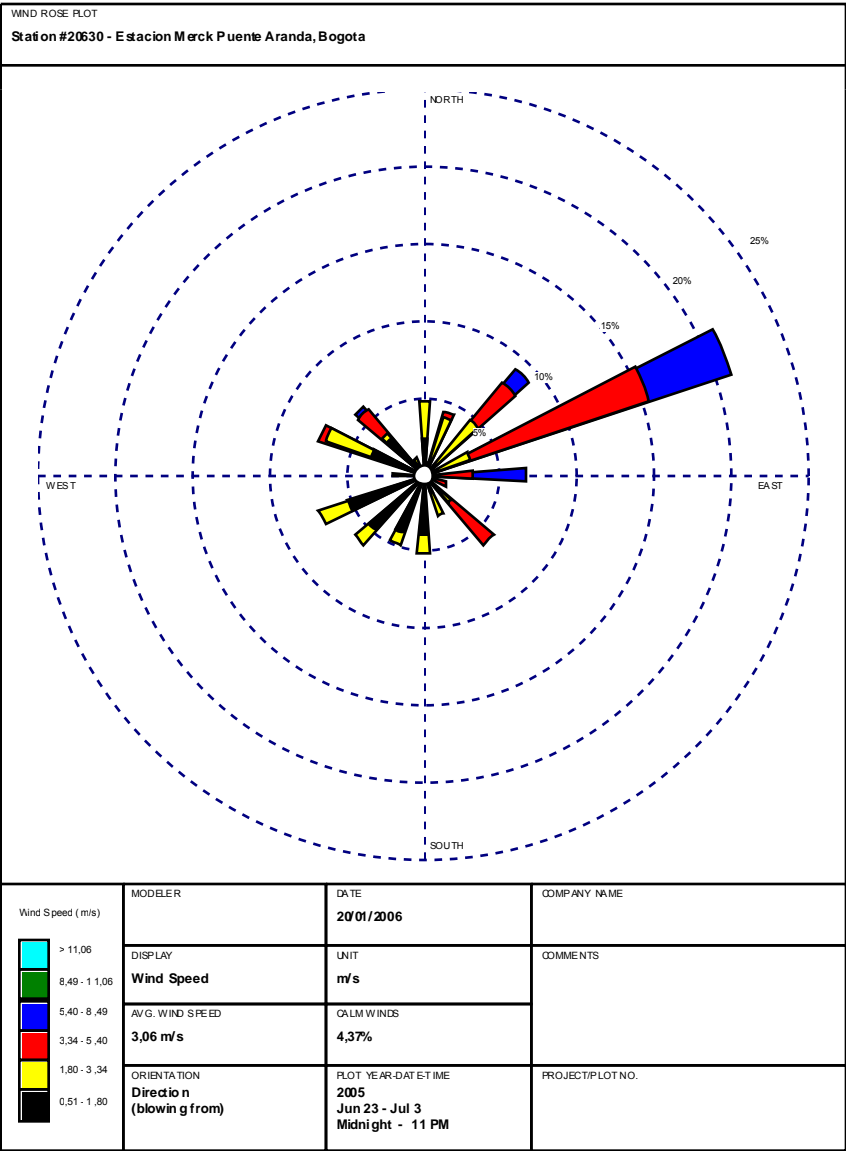 WIND ROSE PLOT
Station #20630 - Estacion Merck Puente Aranda, Bogota
NORTH
25%
20%
15%
10%
5%
WEST
EAST
SOUTH
Wind Speed (m/s)
> 11,06
8,49 - 11,06
5,40 - 8,49
3,34 - 5,40
1,80 - 3,34
0,51 - 1,80
MODELER
DATE
20/01/2006
COMPANY NAME
DISPLAY
Wind Speed
UNIT
m/s
COMMENTS
AVG. WIND SPEED
3,06 m/s
CALM WINDS
4,37%
ORIENTATION
Direction
(blowing from)
PLOT YEAR-DATE-TIME
2005
Jun 23 - Jul 3
Midnight - 11 PM
PROJECT/PLOT NO.